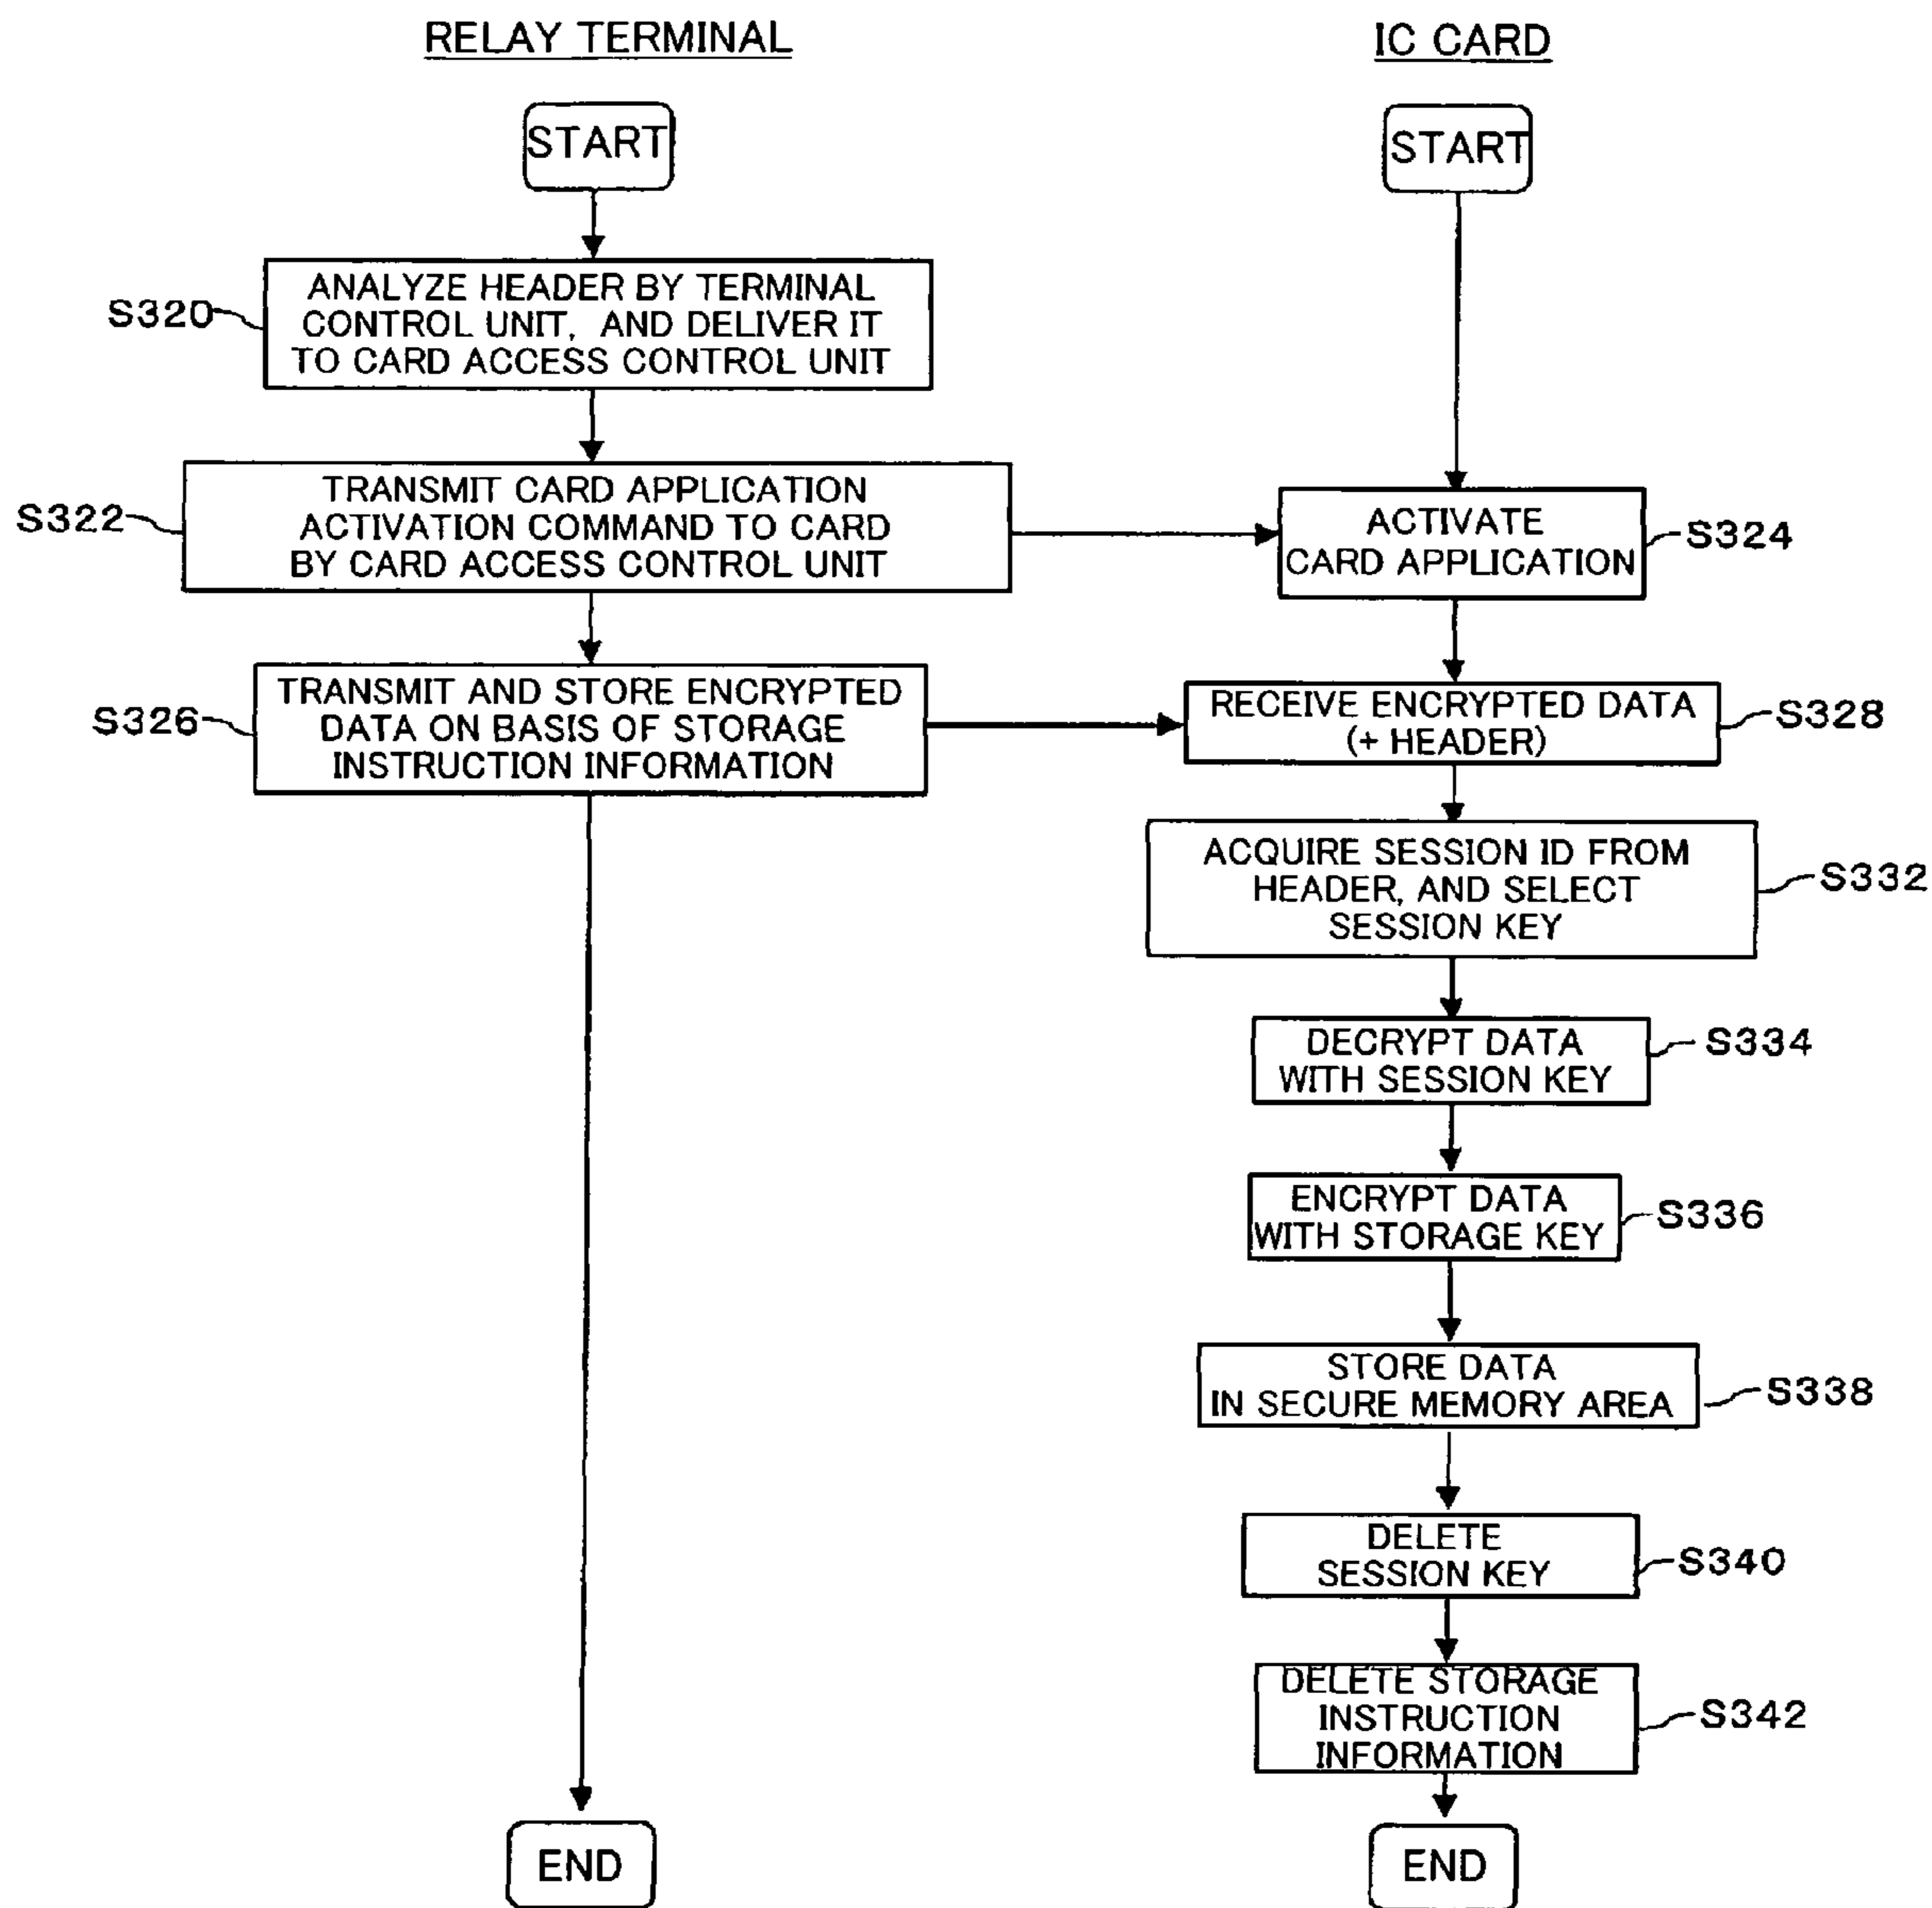 RELAY TERMINAL
IC CARD
START
START
S320
ANALYZE HEADER BY TERMINAL
CONTROL UNIT, AND DELIVER IT
TO CARD ACCESS CONTROL UNIT
S322
TRANSMIT CARD APPLICATION
ACTIVATION COMMAND TO CARD
BY CARD ACCESS CONTROL UNIT
ACTIVATE
CARD APPLICATION
S324
S326
TRANSMIT AND STORE ENCRYPTED
DATA ON BASIS OF STORAGE
INSTRUCTION INFORMATION
RECEIVE ENCRYPTED DATA
(+ HEADER)
S328
ACQUIRE SESSION ID FROM
HEADER, AND SELECT
SESSION KEY
S332
DECRYPT DATA
WITH SESSION KEY
S334
ENCRYPT DATA
WITH STORAGE KEY
S336
STORE DATA
IN SECURE MEMORY AREA
S338
DELETE
SESSION KEY
S340
DELETE STORAGE
INSTRUCTION
INFORMATION
S342
END
END